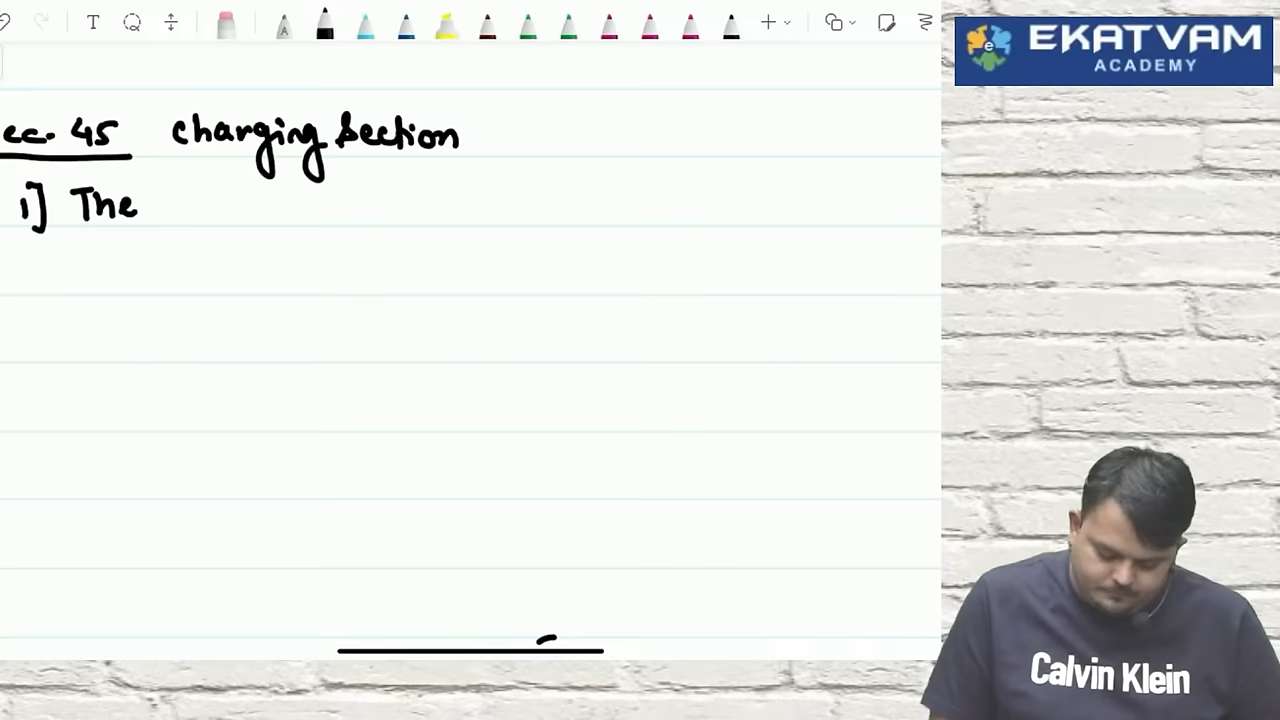 EKATVAM
ACADEMY
ec. 45 charging Section
1] The
Calvin Klein